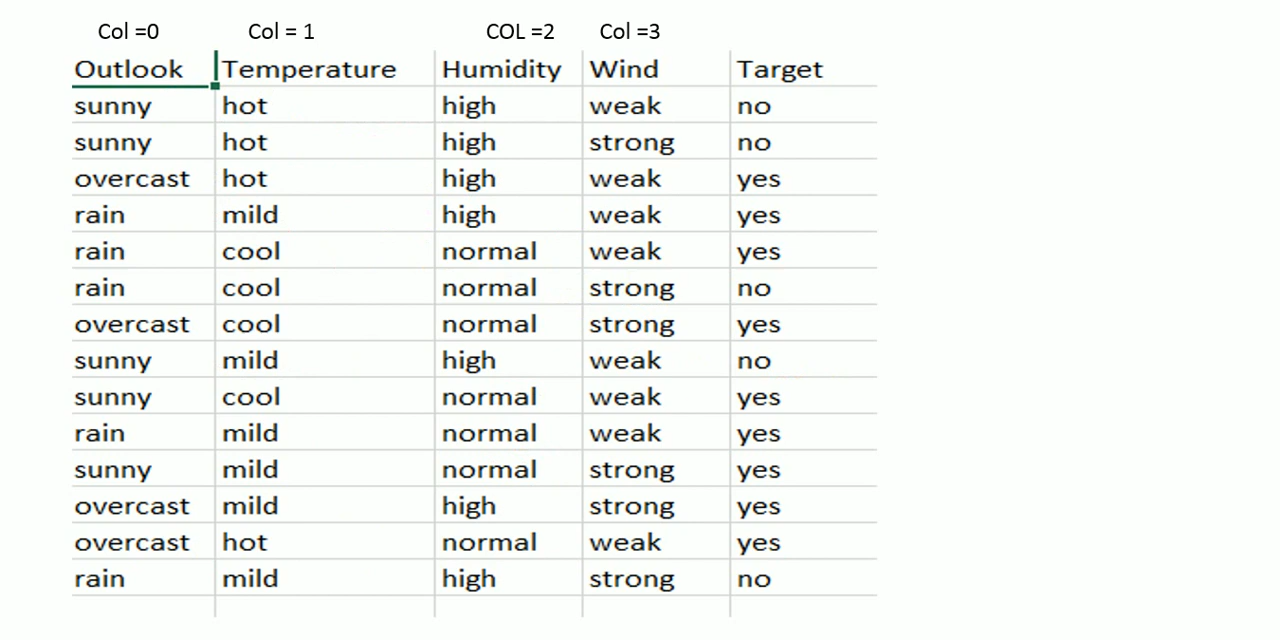 Col =0 Col = 1 COL =2 Col =3
Outlook Temperature Humidity Wind Target
sunny hot high weak no
sunny hot high strong no
overcast hot high weak yes
rain mild high weak yes
rain cool normal weak yes
rain cool normal strong no
overcast cool normal strong yes
sunny mild high weak no
sunny cool normal weak yes
rain mild normal weak yes
sunny mild normal strong yes
overcast mild high strong yes
overcast hot normal weak yes
rain mild high strong no